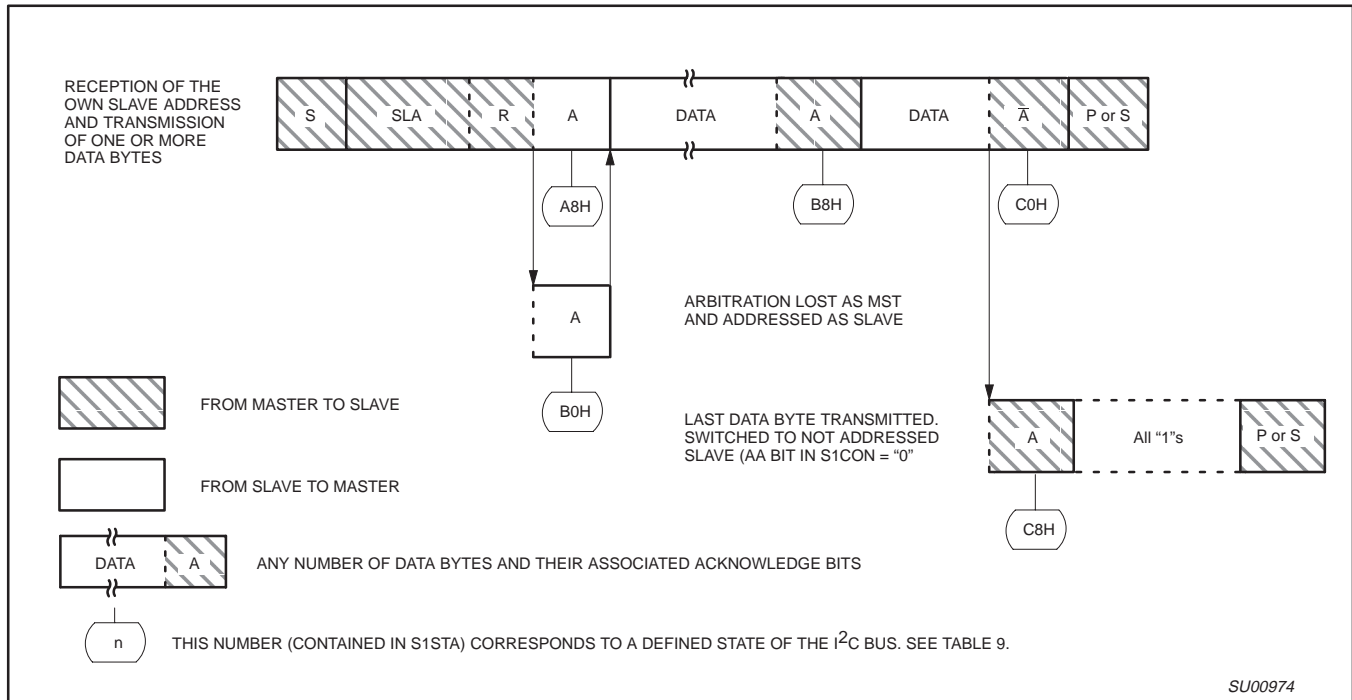 RECEPTION OF THE
OWN SLAVE ADDRESS
AND TRANSMISSION
OF ONE OR MORE
DATA BYTES
S SLA R A DATA A DATA A̅ P or S
A8H B8H C0H
A
B0H
ARBITRATION LOST AS MST
AND ADDRESSED AS SLAVE
LAST DATA BYTE TRANSMITTED.
SWITCHED TO NOT ADDRESSED
SLAVE (AA BIT IN S1CON = “0”
A All “1”s P or S
C8H
FROM MASTER TO SLAVE
FROM SLAVE TO MASTER
DATA A ANY NUMBER OF DATA BYTES AND THEIR ASSOCIATED ACKNOWLEDGE BITS
n THIS NUMBER (CONTAINED IN S1STA) CORRESPONDS TO A DEFINED STATE OF THE I²C BUS. SEE TABLE 9.
SU00974